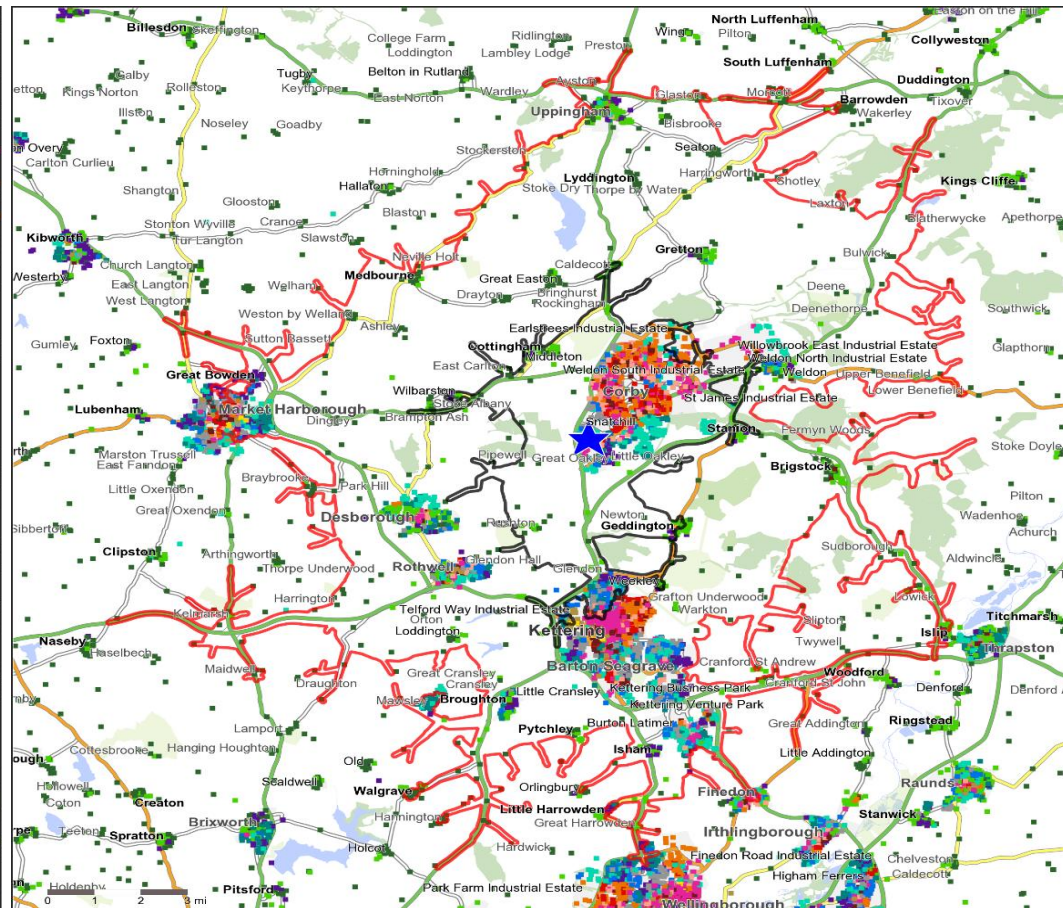 Billesdon
Skeffington
College Farm
Loddington
Ridlington
Lambley Lodge
Preston
Wing
Pilton
North Luffenham
South Luffenham
Collyweston
Galby
Kings Norton
Rolleston
Tugby
Keythorpe
Belton in Rutland
East Norton
Wardley
Ayston
Glaston
Morcott
Duddington
Tixover
Barrowden
Wakerley
Illston
Noseley
Goadby
Uppingham
Bisbrooke
Carlton Curlieu
Stockerston
Seaton
Harringworth
Shotley
Shangton
Glooston
Hallaton
Horninghold
Lyddington
Stoke Dry
Thorpe by Water
Laxton
Kings Cliffe
Blatherwycke
Apethorpe
Kibworth
Stonton Wyville
Tur Langton
Cranoe
Slawston
Blaston
Neville Holt
Caldecott
Gretton
Bulwick
Westerby
Church Langton
East Langton
West Langton
Welham
Medbourne
Drayton
Great Easton
Bringhurst
Rockingham
Deene
Deenethorpe
Southwick
Gumley
Foxton
Weston by Welland
Sutton Bassett
Ashley
Earlstrees Industrial Estate
Willowbrook East Industrial Estate
Glapthorn
Cottingham
Middleton
Weldon North Industrial Estate
Great Bowden
East Carlton
Weldon South Industrial Estate
Weldon
Upper Benefield
Lower Benefield
Lubenham
Market Harborough
Dingley
Wilbarston
Stoke Albany
Brampton Ash
Corby
St James Industrial Estate
Snatchill
Stanion
Fermyn Woods
Marston Trussell
East Farndon
Pipewell
Great Oakley
Little Oakley
Brigstock
Stoke Doyle
Little Oxendon
Great Oxendon
Braybrooke
Park Hill
Desborough
Rushton
Newton
Geddington
Pilton
Wadenhoe
Achurch
Sibbertoft
Clipston
Arthingworth
Thorpe Underwood
Rothwell
Glendon Hall
Glendon
Weekley
Sudborough
Aldwincle
Harrington
Telford Way Industrial Estate
Grafton Underwood
Warkton
Lowick
Kelmarsh
Orton
Loddington
Kettering
Slipton
Twywell
Islip
Titchmarsh
Thrapston
Naseby
Haselbech
Maidwell
Draughton
Great Cransley
Cransley
Barton Seagrave
Cranford St Andrew
Cranford St John
Woodford
Denford
Denford
Mawsley
Broughton
Little Cransley
Kettering Business Park
Kettering Venture Park
Lamport
Pytchley
Burton Latimer
Great Addington
Ringstead
Cottesbrooke
Hanging Houghton
Old
Isham
Little Addington
Hollowell
Coton
Creaton
Scaldwell
Walgrave
Orlingbury
Little Harrowden
Finedon
Raunds
Teeton
Spratton
Brixworth
Hannington
Great Harrowden
Irthlingborough
Stanwick
Holcot
Hardwick
Finedon Road Industrial Estate
Chelveston
Caldecott
Holdenby
Pitsford
Park Farm Industrial Estate
Higham Ferrers
Wellingborough
0 1 2 3 mi